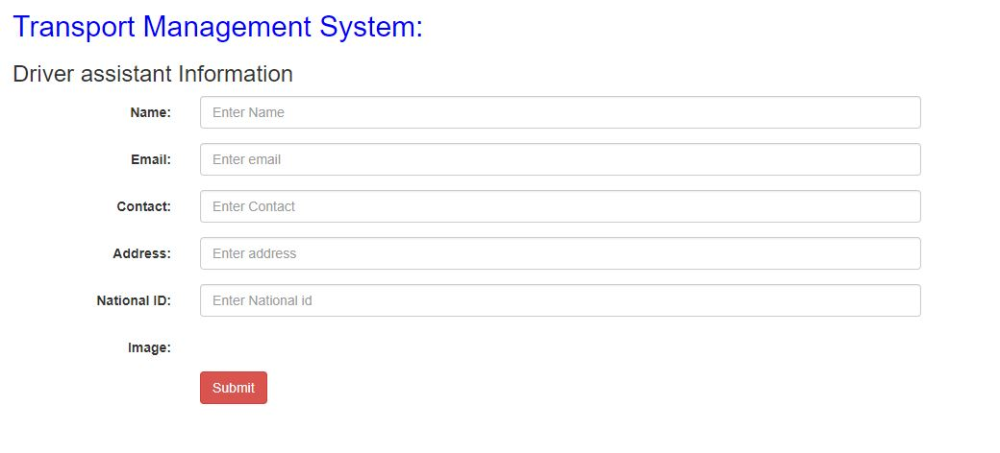 Transport Management System:
Driver assistant Information
Name: Enter Name
Email: Enter email
Contact: Enter Contact
Address: Enter address
National ID: Enter National id
Image:
Submit